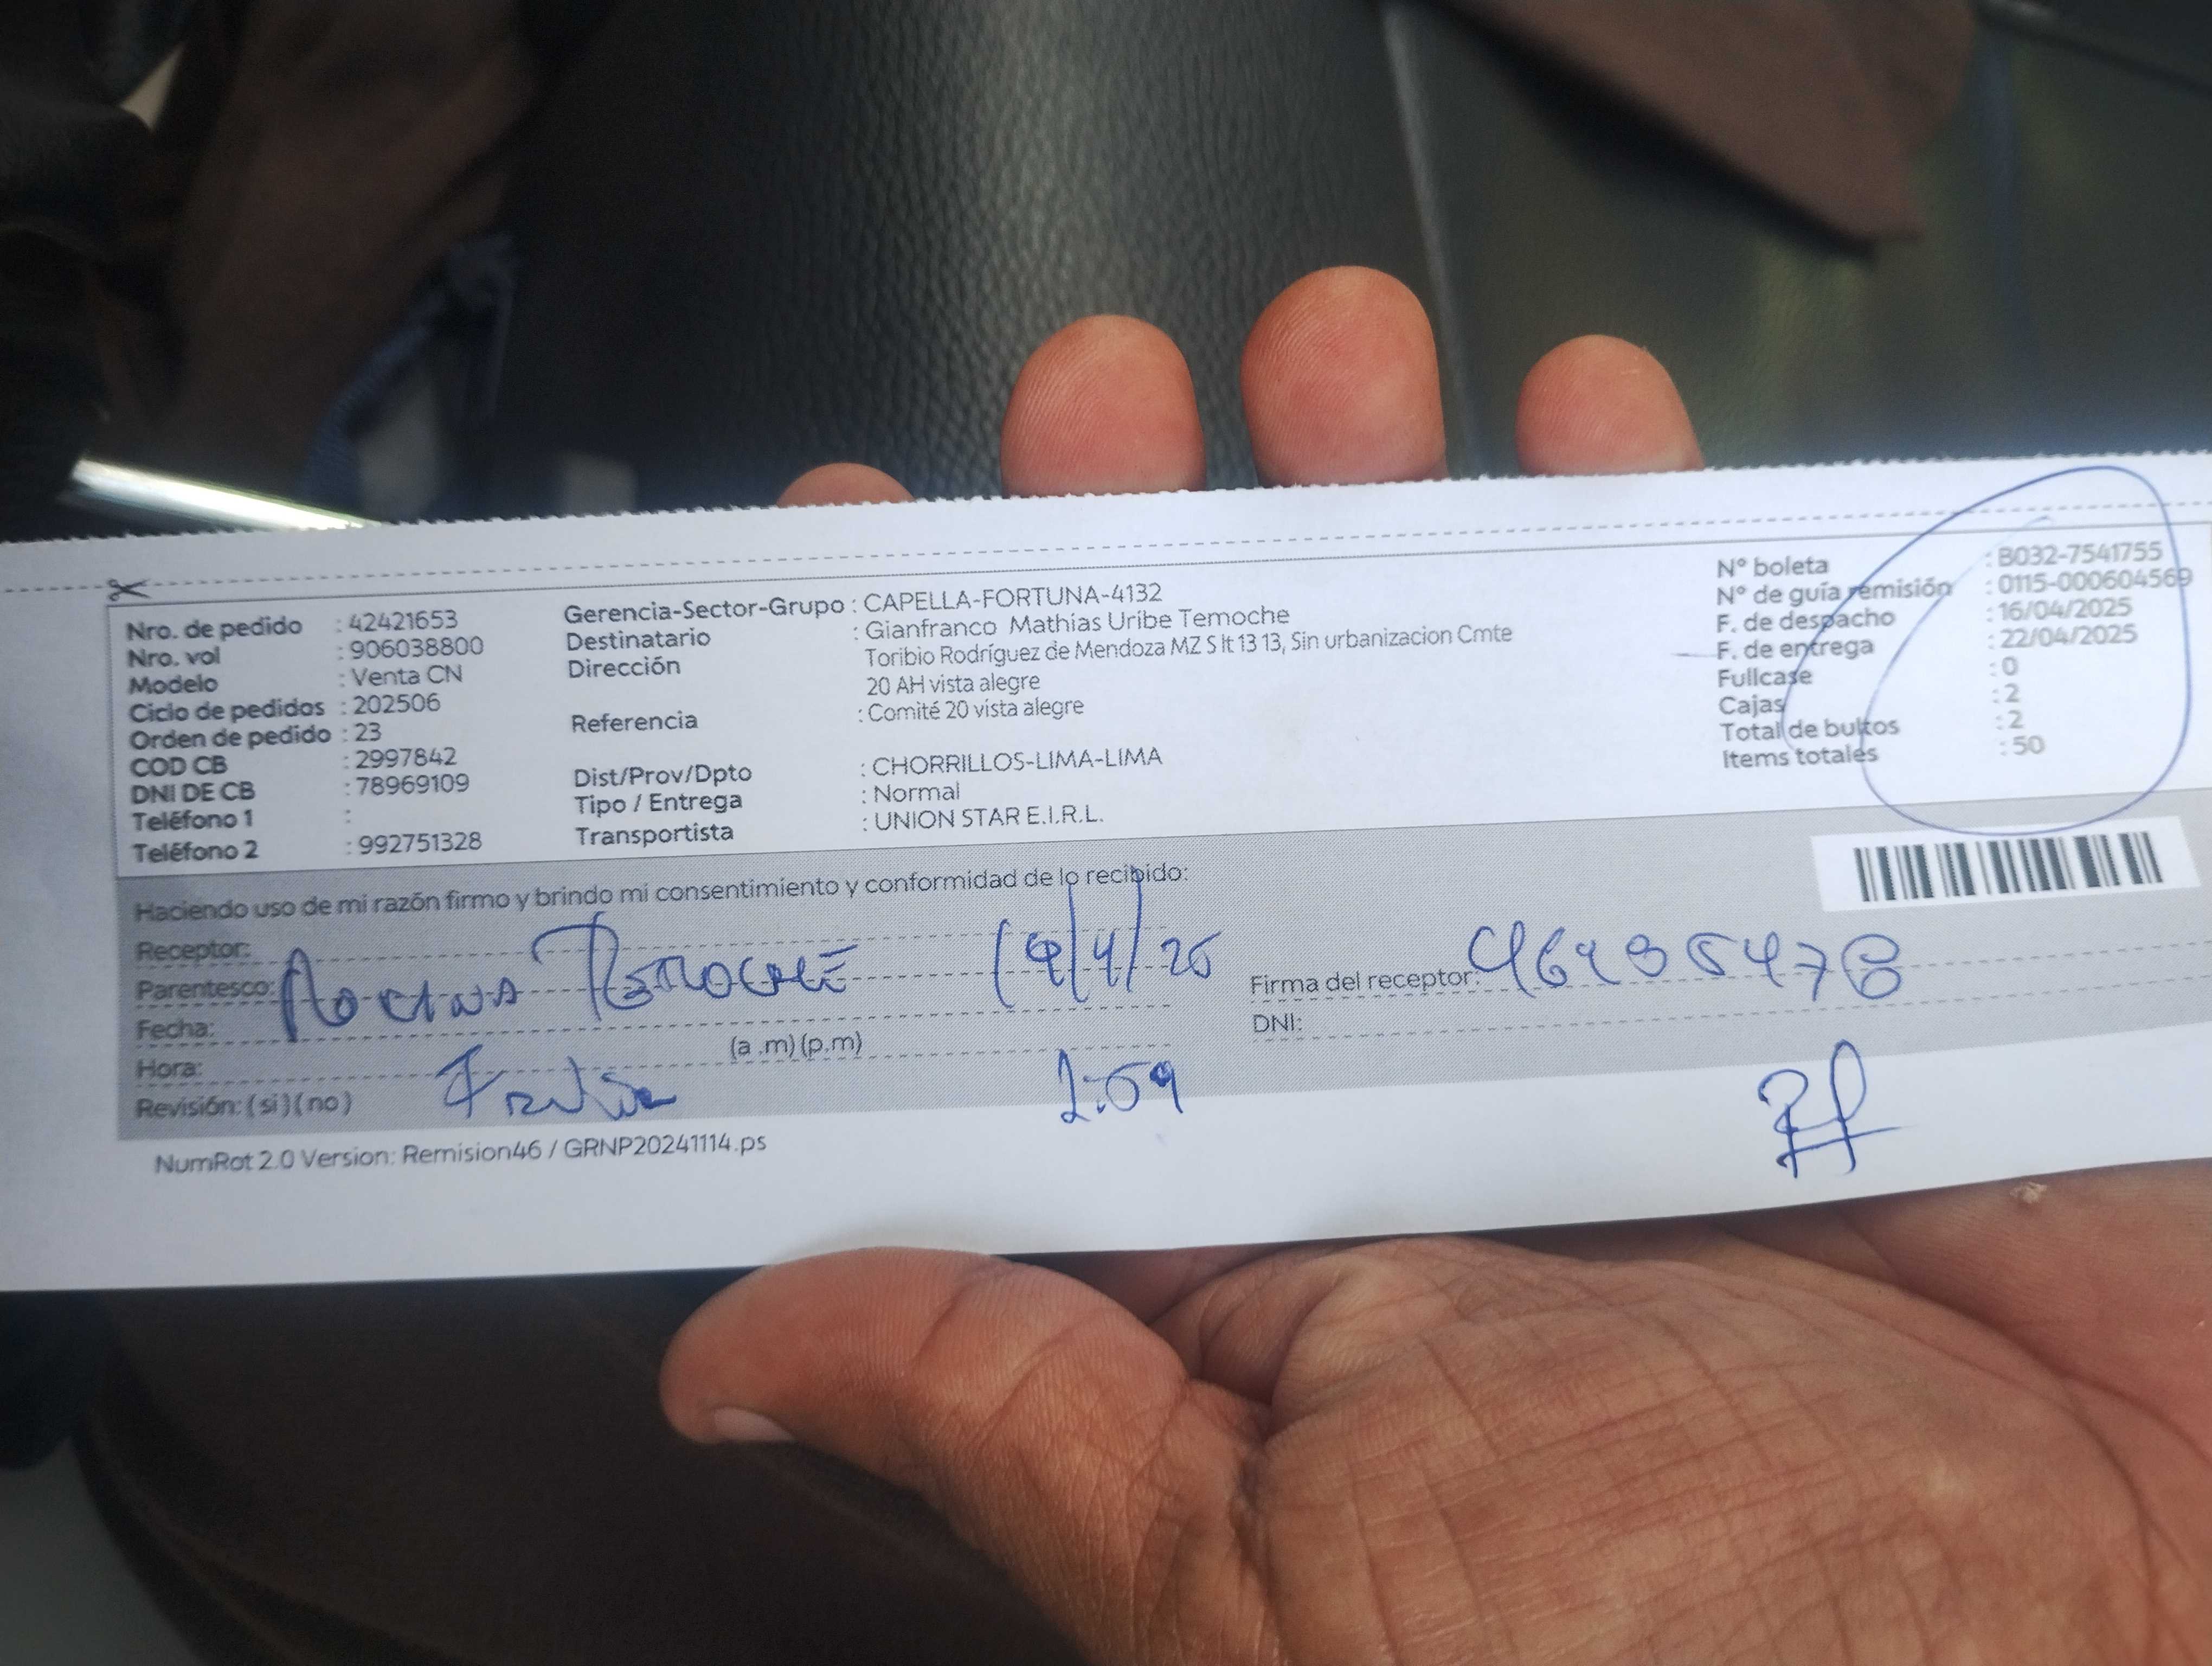 Nro. de pedido : 42421653
Nro. vol : 906038800
Modelo : Venta CN
Ciclo de pedidos : 202506
Orden de pedido : 23
COD CB : 2997842
DNI DE CB : 78969109
Teléfono 1 :
Teléfono 2 : 992751328
Gerencia-Sector-Grupo : CAPELLA-FORTUNA-4132
Destinatario : Gianfranco Mathias Uribe Temoche
Dirección Toribio Rodríguez de Mendoza MZ S lt 13 13, Sin urbanizacion Cmte
20 AH vista alegre
Referencia : Comité 20 vista alegre
Dist/Prov/Dpto : CHORRILLOS-LIMA-LIMA
Tipo / Entrega : Normal
Transportista : UNION STAR E.I.R.L.
Nº boleta : B032-7541755
Nº de guía remisión : 0115-000604569
F. de despacho : 16/04/2025
F. de entrega : 22/04/2025
Fullcase : 0
Cajas : 2
Total de bultos : 2
Items totales : 50
Haciendo uso de mi razón firmo y brindo mi consentimiento y conformidad de lo recibido:
Receptor:
Parentesco:
Fecha:
Hora: (a .m) (p.m)
Revisión: ( si ) ( no )
Firma del receptor:
DNI:
2:59
NumRot 2.0 Version: Remision46 / GRNP20241114.ps